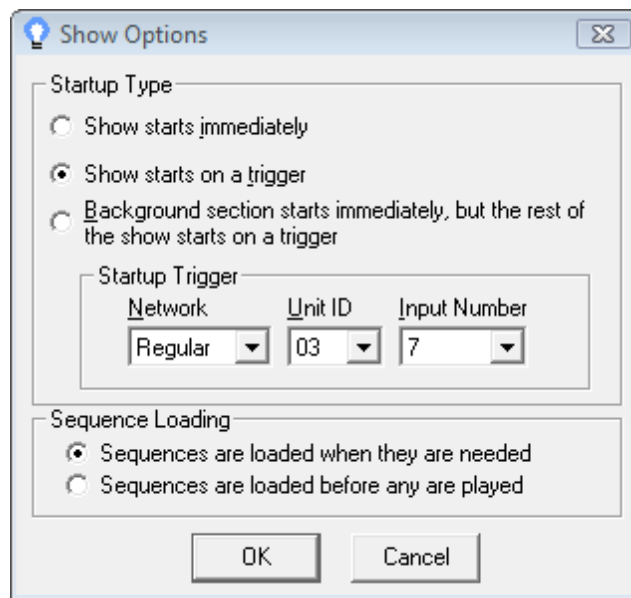 Show Options
Startup Type
Show starts immediately
Show starts on a trigger
Background section starts immediately, but the rest of
the show starts on a trigger
Startup Trigger
Network Unit ID Input Number
Regular 03 7
Sequence Loading
Sequences are loaded when they are needed
Sequences are loaded before any are played
OK Cancel